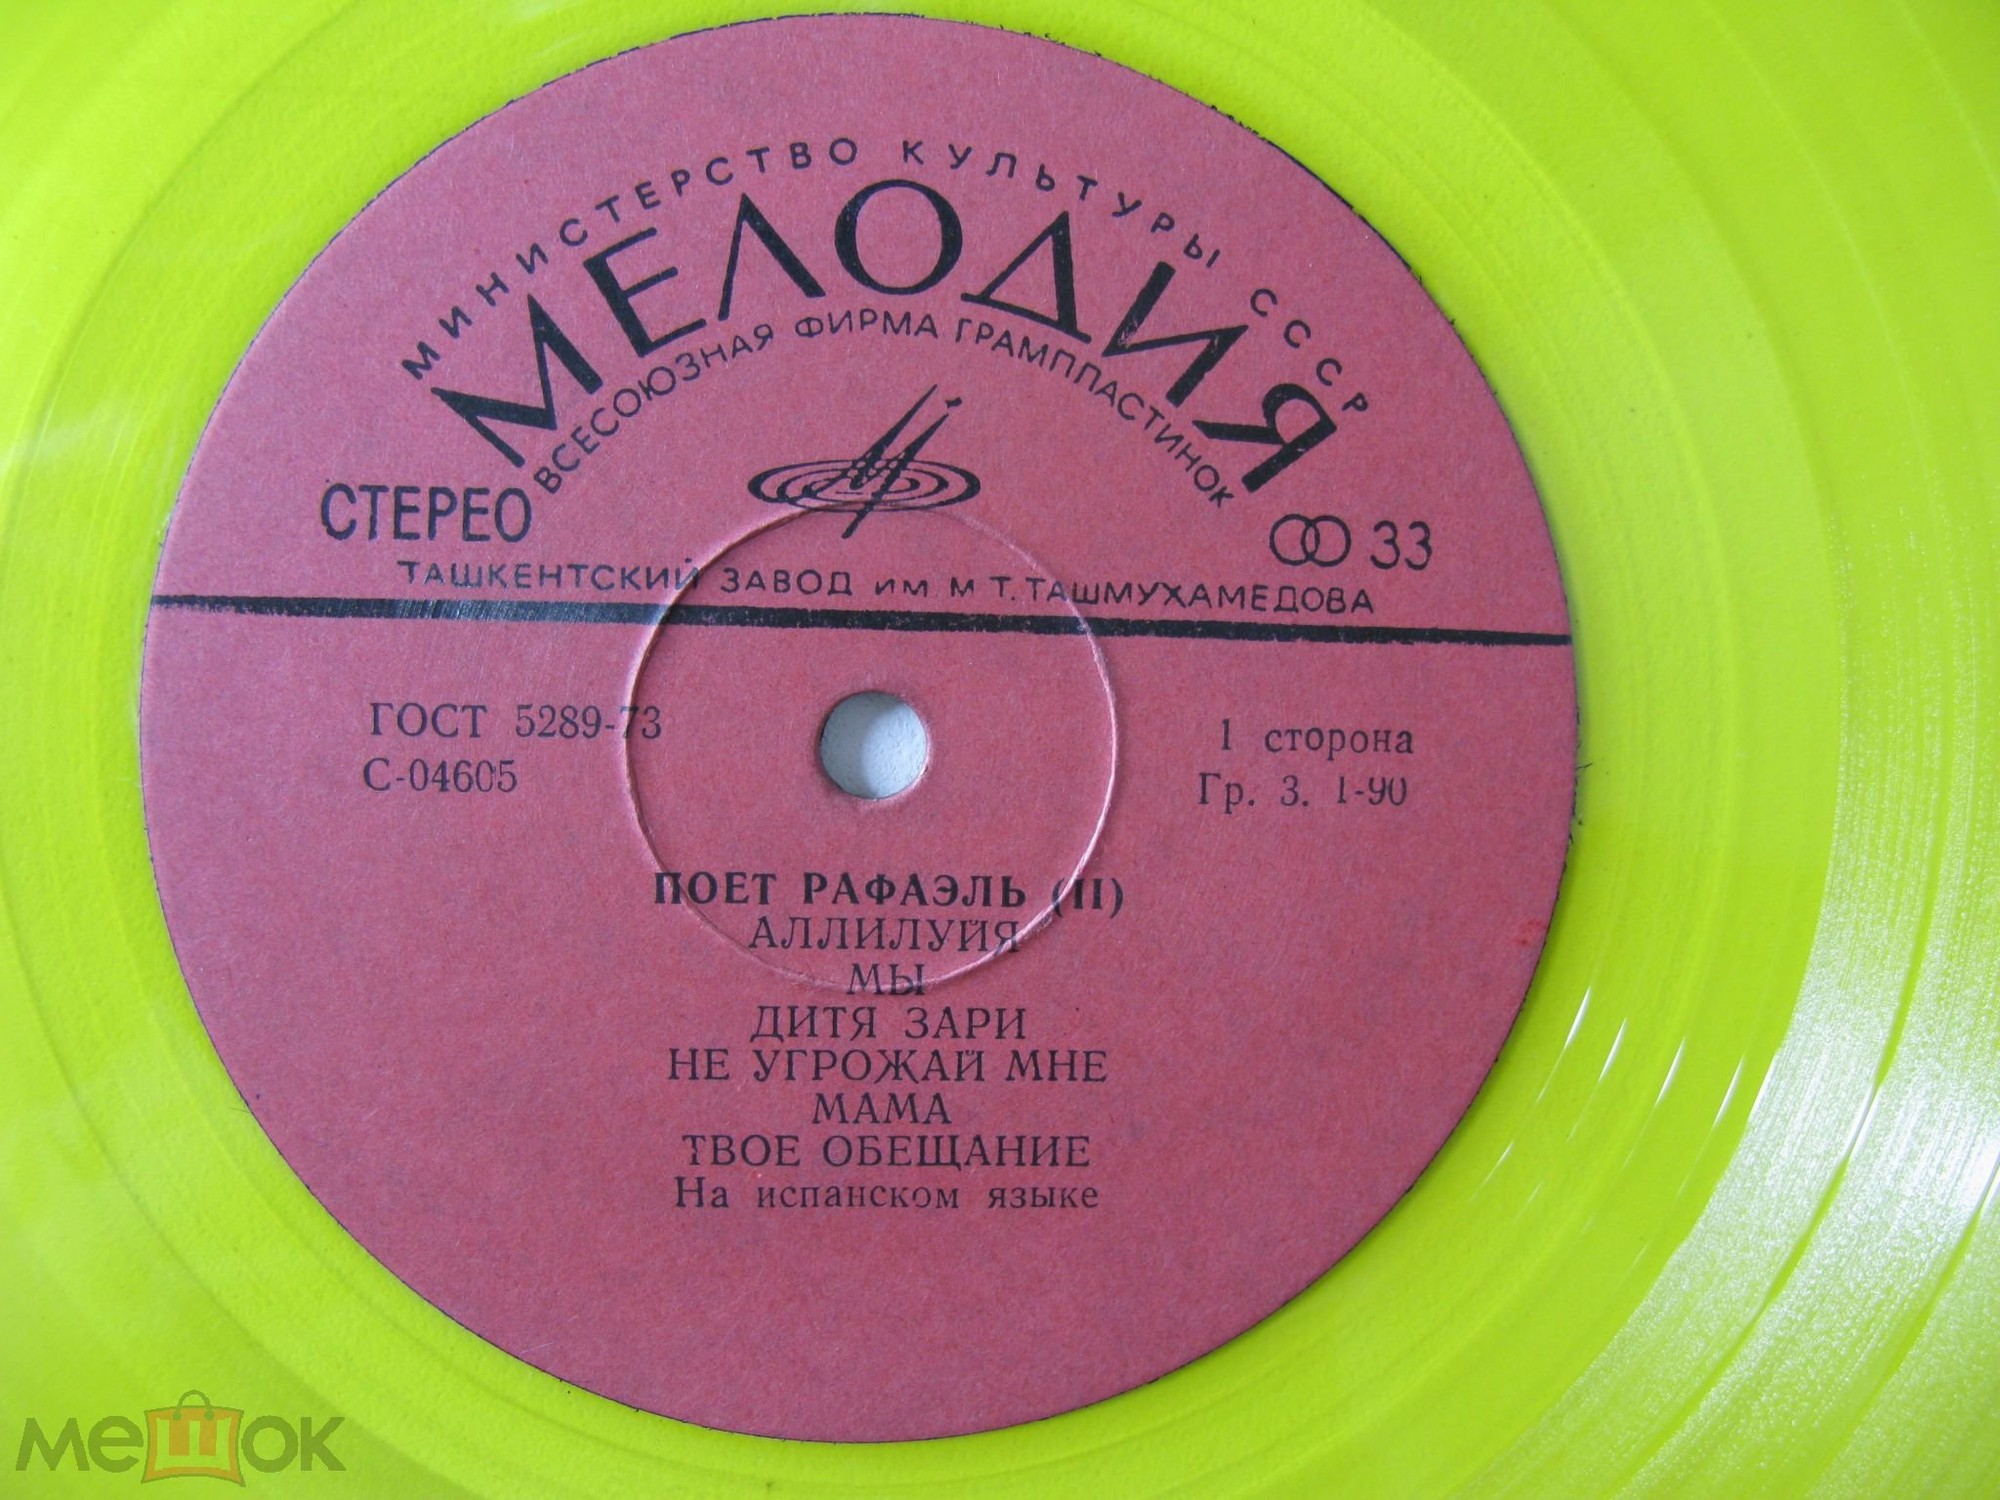 МИНИСТЕРСТВО КУЛЬТУРЫ СССР
МЕЛОДИЯ
ВСЕСОЮЗНАЯ ФИРМА ГРАМПЛАСТИНОК
СТЕРЕО
33
ТАШКЕНТСКИЙ ЗАВОД ИМ М Т. ТАШМУХАМЕДОВА
ГОСТ 5289-73
С-04605
1 сторона
Гр. 3. 1-90
ПОЕТ РАФАЭЛЬ (II)
АЛЛИЛУЙЯ
МЫ
ДИТЯ ЗАРИ
НЕ УГРОЖАЙ МНЕ
МАМА
ТВОЕ ОБЕЩАНИЕ
На испанском языке
мешок